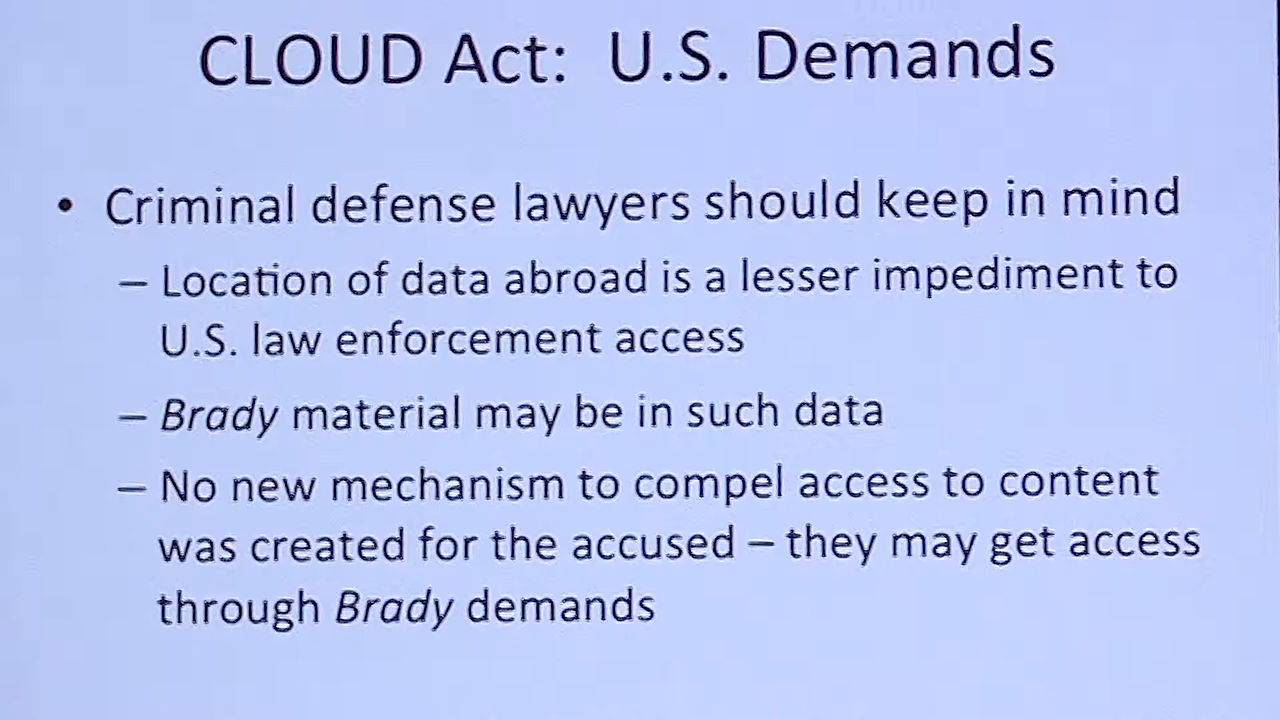 CLOUD Act: U.S. Demands
• Criminal defense lawyers should keep in mind
– Location of data abroad is a lesser impediment to
U.S. law enforcement access
– Brady material may be in such data
– No new mechanism to compel access to content
was created for the accused – they may get access
through Brady demands